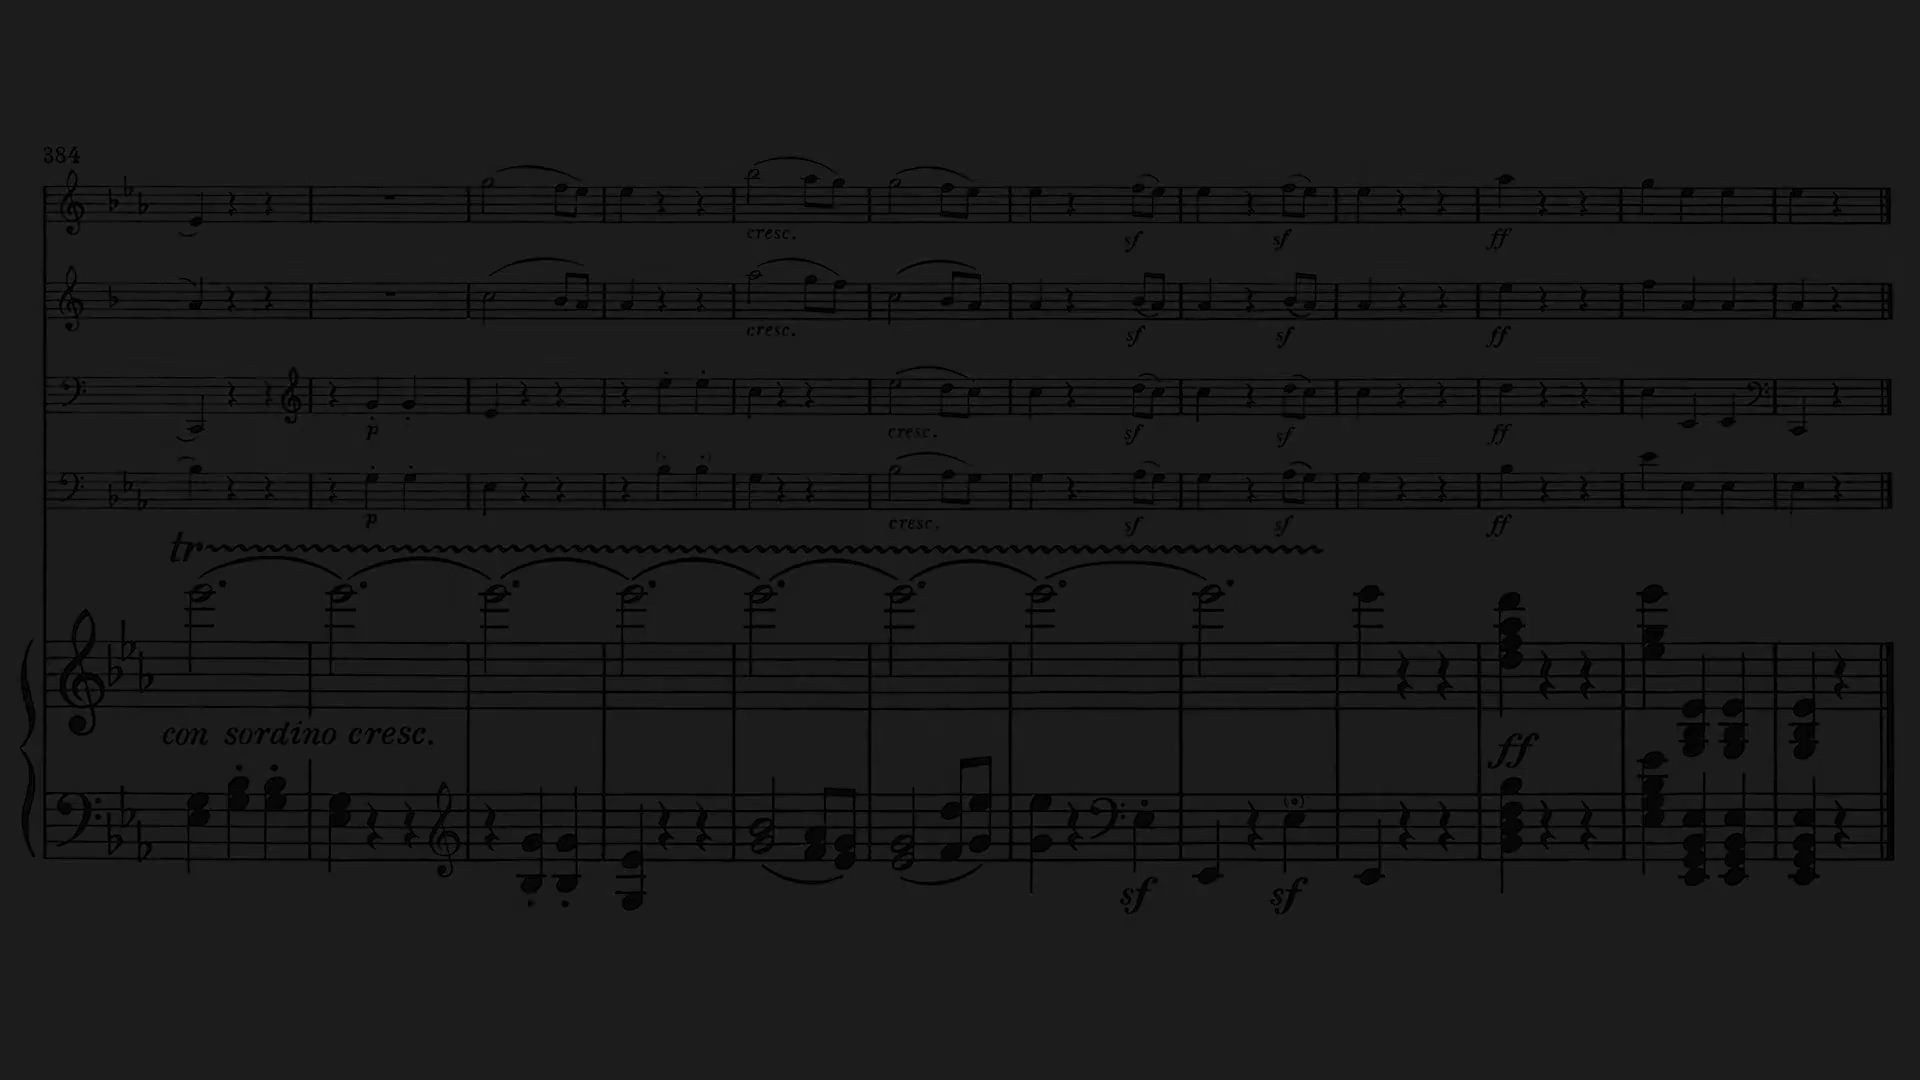 384
cresc. sf sf ff
cresc. sf sf ff
p cresc. sf sf ff
p cresc. sf sf ff
tr
con sordino cresc. ff
sf sf